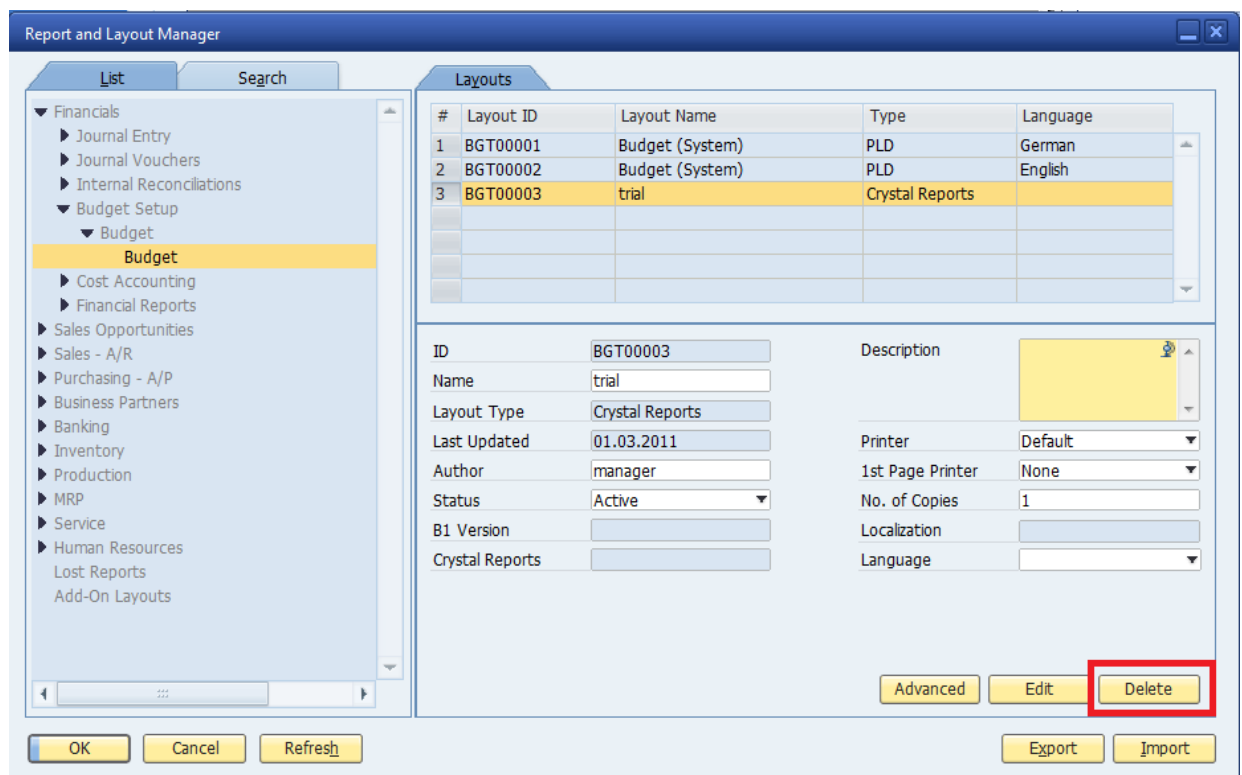 Report and Layout Manager
List Search
Financials
Journal Entry
Journal Vouchers
Internal Reconciliations
Budget Setup
Budget
Budget
Cost Accounting
Financial Reports
Sales Opportunities
Sales - A/R
Purchasing - A/P
Business Partners
Banking
Inventory
Production
MRP
Service
Human Resources
Lost Reports
Add-On Layouts
Layouts
# Layout ID Layout Name Type Language
1 BGT00001 Budget (System) PLD German
2 BGT00002 Budget (System) PLD English
3 BGT00003 trial Crystal Reports
ID BGT00003 Description
Name trial
Layout Type Crystal Reports
Last Updated 01.03.2011 Printer Default
Author manager 1st Page Printer None
Status Active No. of Copies 1
B1 Version Localization
Crystal Reports Language
Advanced Edit Delete
OK Cancel Refresh Export Import